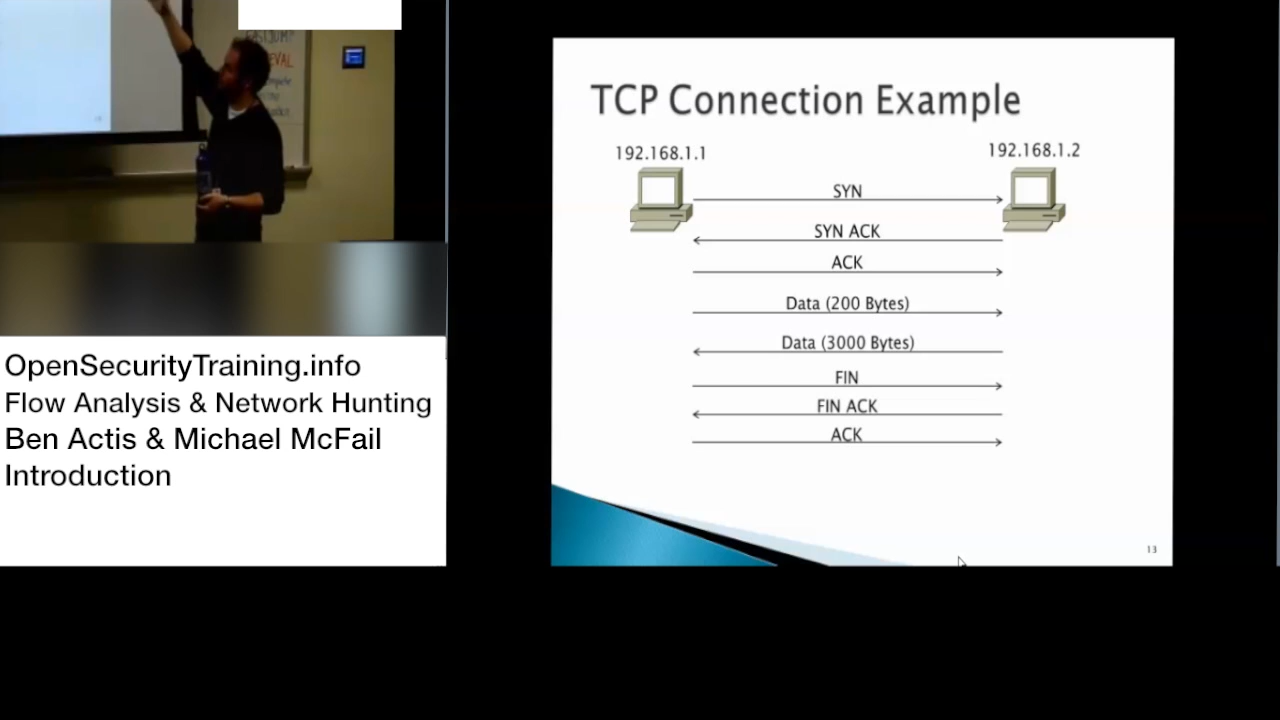 EVAL
OpenSecurityTraining.info
Flow Analysis & Network Hunting
Ben Actis & Michael McFail
Introduction
TCP Connection Example
192.168.1.1
192.168.1.2
SYN
SYN ACK
ACK
Data (200 Bytes)
Data (3000 Bytes)
FIN
FIN ACK
ACK
13